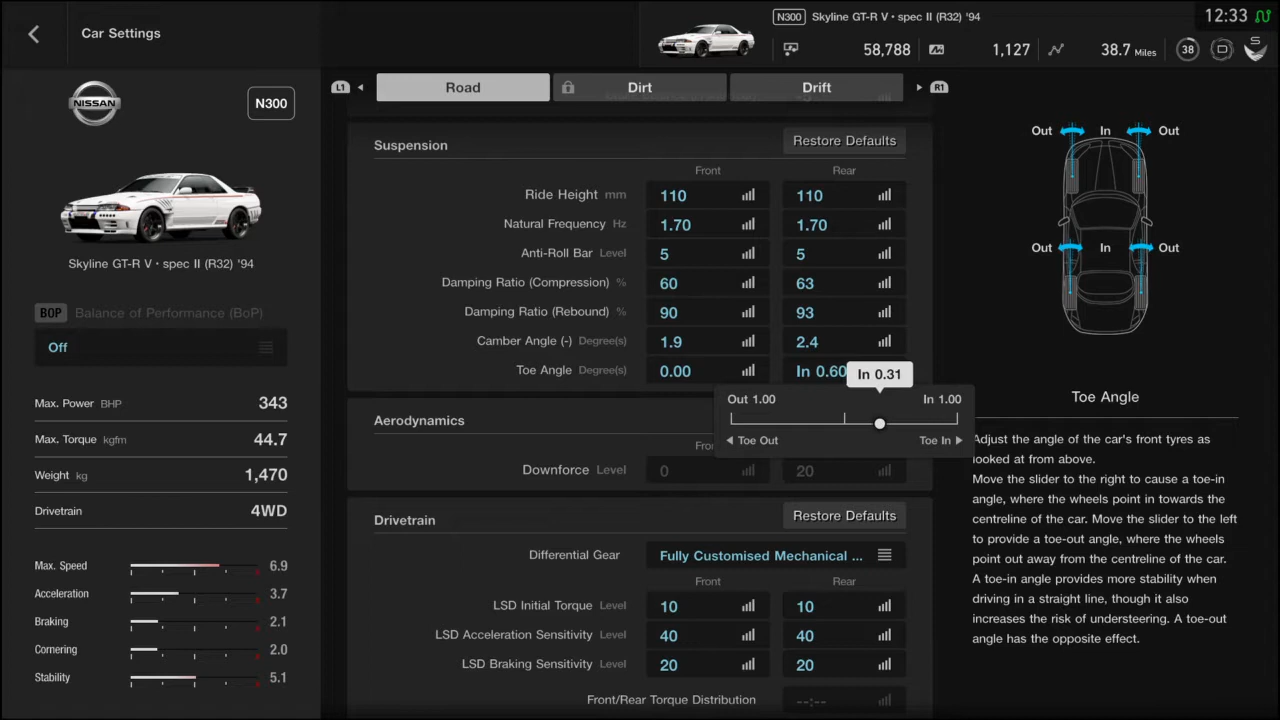 Car Settings
N300 Skyline GT-R V・spec II (R32) '94
12:33
58,788 1,127 38.7 Miles 38 D S
NISSAN N300
Skyline GT-R V・spec II (R32) '94
BOP Balance of Performance (BoP)
Off
Max. Power BHP 343
Max. Torque kgfm 44.7
Weight kg 1,470
Drivetrain 4WD
Max. Speed 6.9
Acceleration 3.7
Braking 2.1
Cornering 2.0
Stability 5.1
L1 Road Dirt Drift R1
Suspension Restore Defaults
Front Rear
Ride Height mm 110 110
Natural Frequency Hz 1.70 1.70
Anti-Roll Bar Level 5 5
Damping Ratio (Compression) % 60 63
Damping Ratio (Rebound) % 90 93
Camber Angle (-) Degree(s) 1.9 2.4
Toe Angle Degree(s) 0.00 In 0.60
In 0.31
Out 1.00 In 1.00
Toe Out Toe In
Aerodynamics
Downforce Level 0 20
Drivetrain Restore Defaults
Differential Gear Fully Customised Mechanical ...
Front Rear
LSD Initial Torque Level 10 10
LSD Acceleration Sensitivity Level 40 40
LSD Braking Sensitivity Level 20 20
Front/Rear Torque Distribution --:--
Out In Out
Out In Out
Toe Angle
Adjust the angle of the car's front tyres as
looked at from above.
Move the slider to the right to cause a toe-in
angle, where the wheels point in towards the
centreline of the car. Move the slider to the left
to provide a toe-out angle, where the wheels
point out away from the centreline of the car.
A toe-in angle provides more stability when
driving in a straight line, though it also
increases the risk of understeering. A toe-out
angle has the opposite effect.